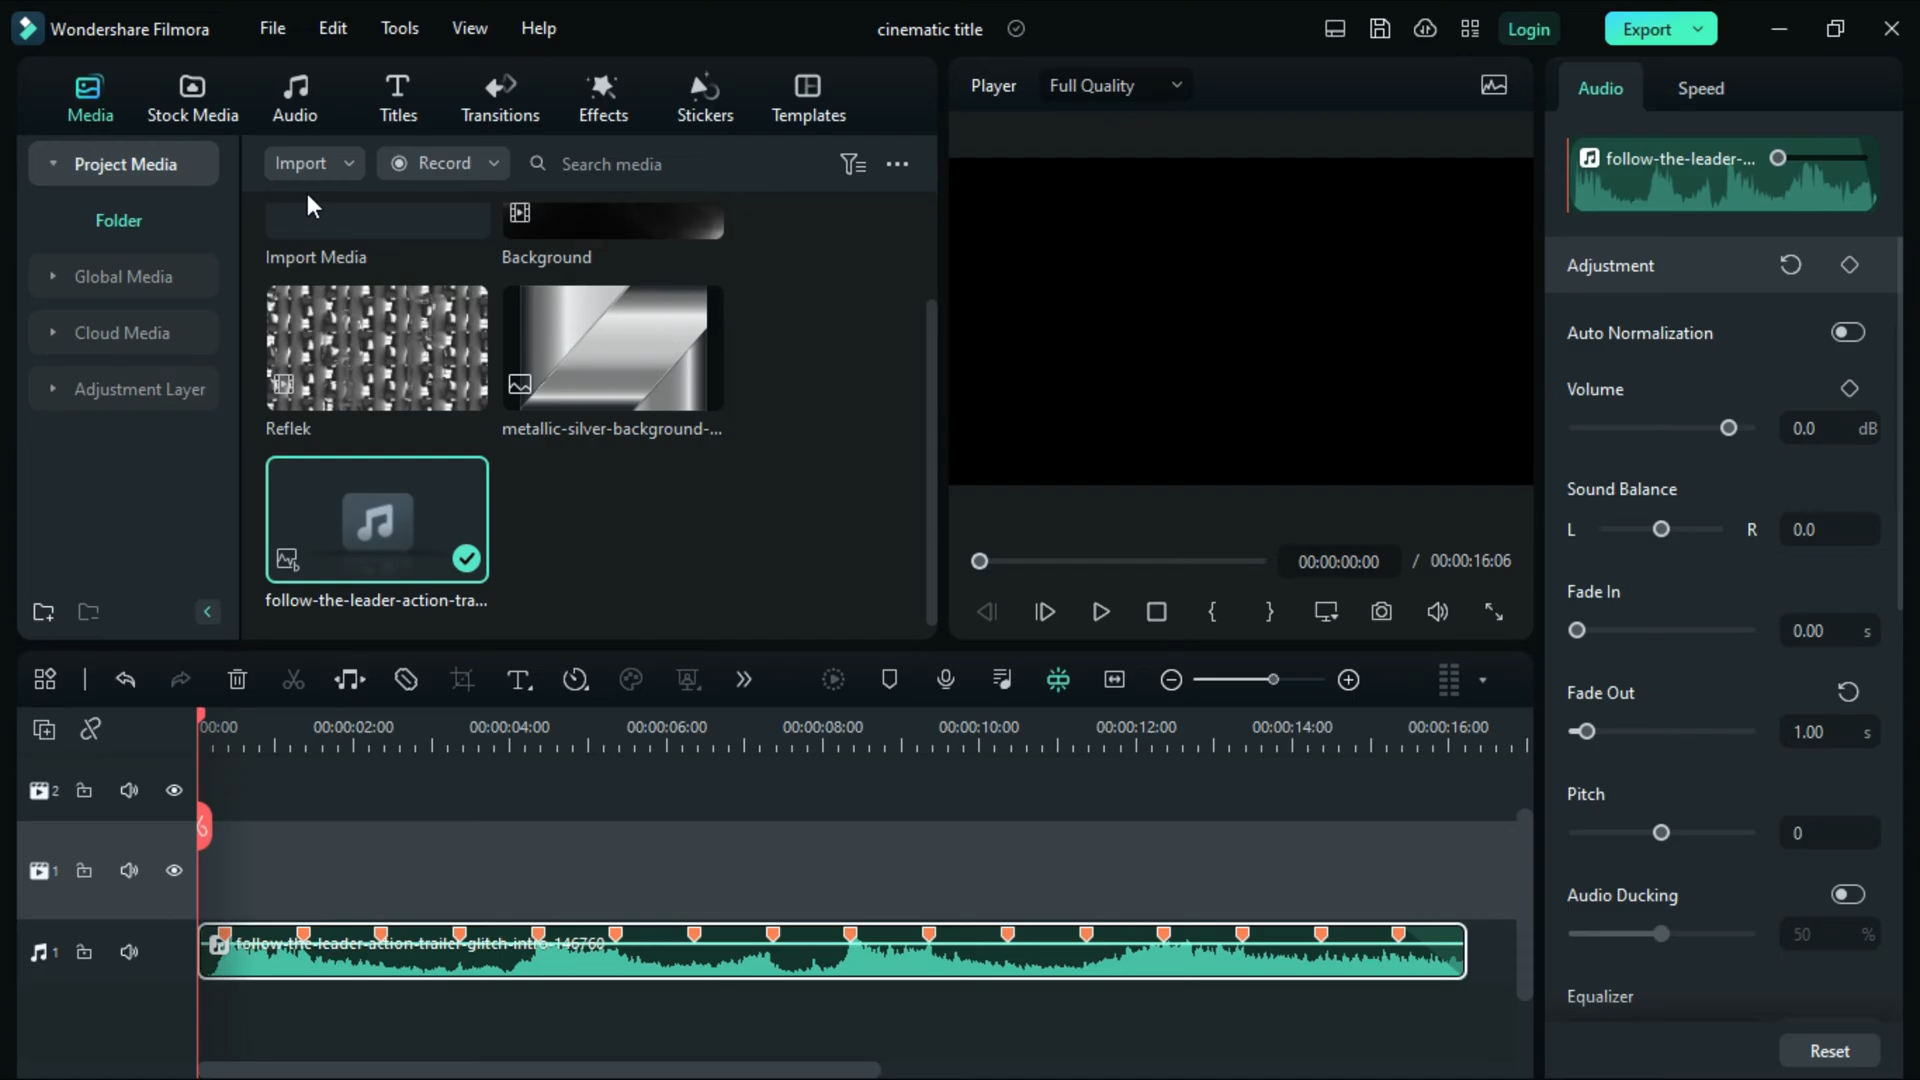 Wondershare Filmora
File
Edit
Tools
View
Help
cinematic title
Login
Export
Media
Stock Media
Audio
Titles
Transitions
Effects
Stickers
Templates
Player
Full Quality
Audio
Speed
Project Media
Import
Record
Search media
follow-the-leader-...
Folder
Import Media
Background
Global Media
Adjustment
Cloud Media
Auto Normalization
Adjustment Layer
Volume
0.0 dB
Reflek
metallic-silver-background-...
Sound Balance
L
R
0.0
00:00:00:00 / 00:00:16:06
Fade In
0.00 s
follow-the-leader-action-tra...
Fade Out
1.00 s
00:00
00:00:02:00
00:00:04:00
00:00:06:00
00:00:08:00
00:00:10:00
00:00:12:00
00:00:14:00
00:00:16:00
2
Pitch
0
1
Audio Ducking
50 %
follow-the-leader-action-trailer-glitch-intro-146760
1
Equalizer
Reset